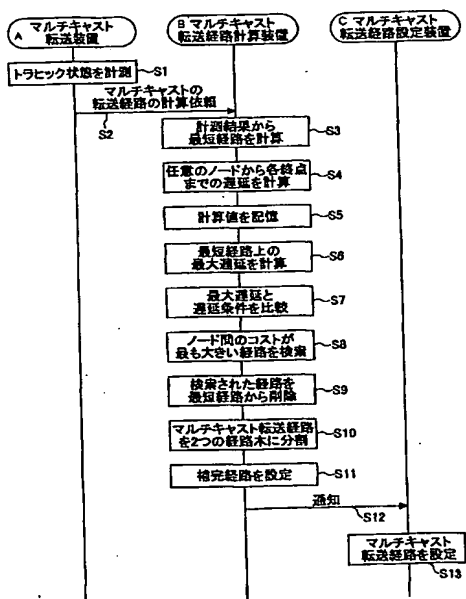 A マルチキャスト
転送装置
B マルチキャスト
転送経路計算装置
C マルチキャスト
転送経路設定装置
トラヒック状態を計測
S1
マルチキャストの
転送経路の計算依頼
S2
計測結果から
最短経路を計算
S3
任意のノードから各終点
までの遅延を計算
S4
計算値を記憶
S5
最短経路上の
最大遅延を計算
S6
最大遅延と
遅延条件を比較
S7
ノード間のコストが
最も大きい経路を検索
S8
検索された経路を
最短経路から削除
S9
マルチキャスト転送経路
を2つの経路木に分割
S10
補完経路を設定
S11
通知
S12
マルチキャスト
転送経路を設定
S13